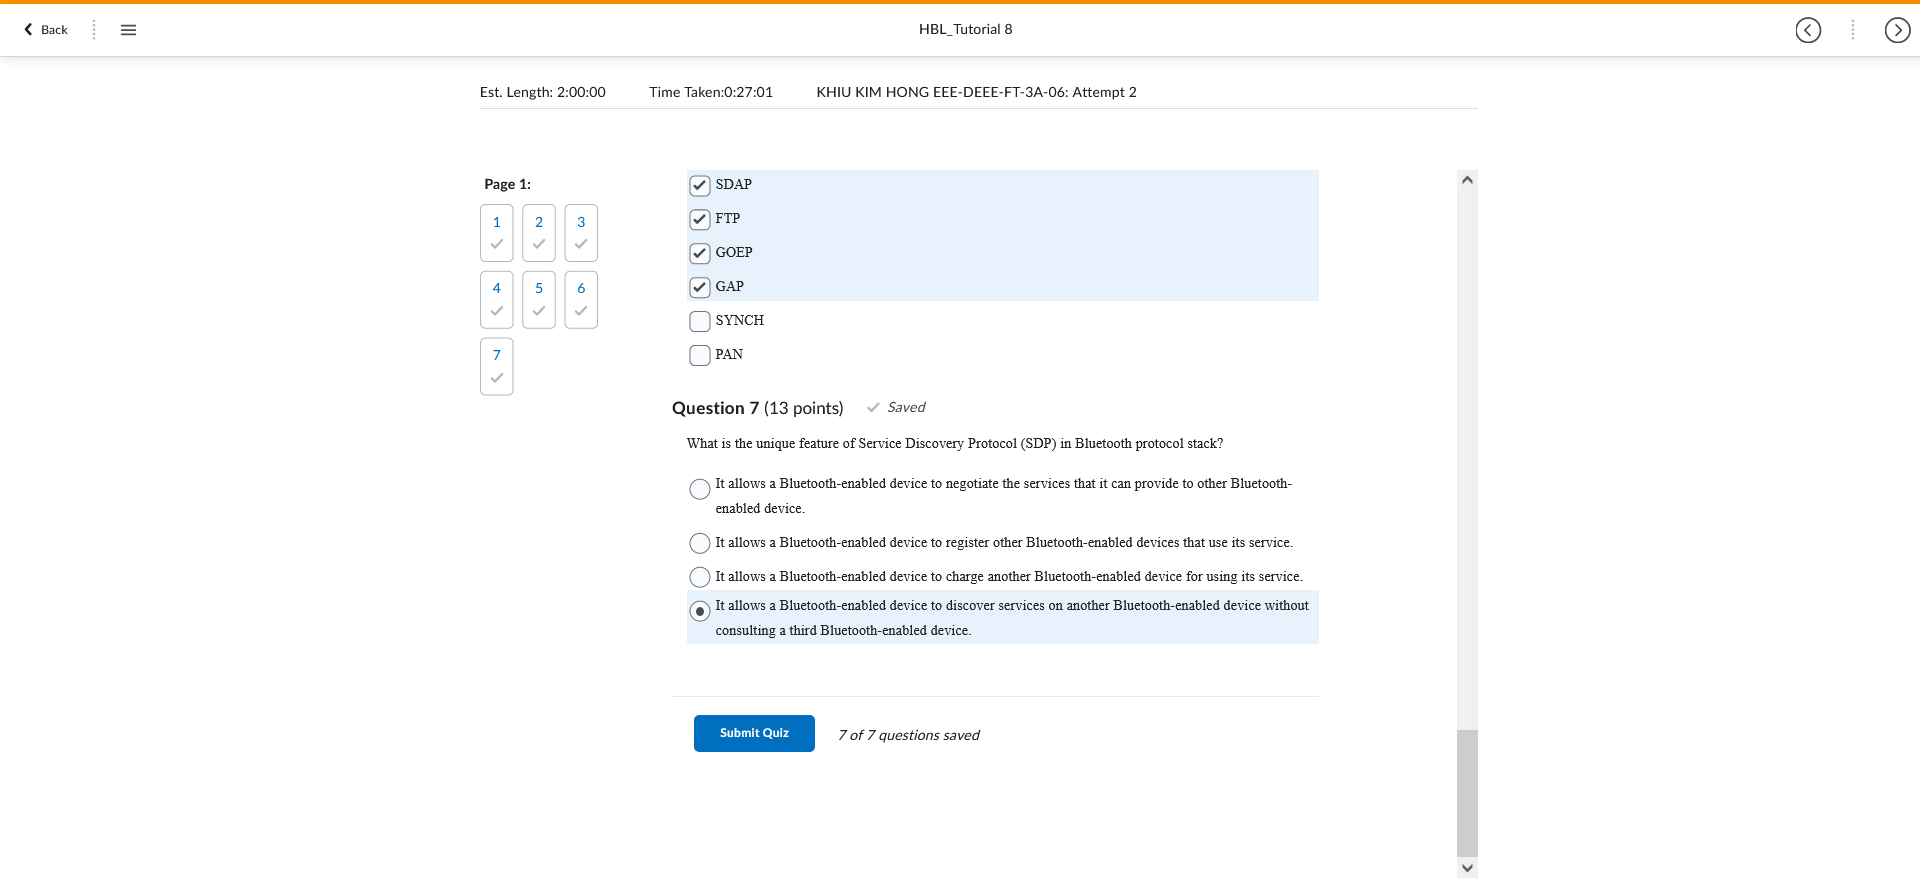 Back
HBL_Tutorial 8
Est. Length: 2:00:00 Time Taken:0:27:01 KHIU KIM HONG EEE-DEEE-FT-3A-06: Attempt 2
Page 1:
1 2 3
4 5 6
7
SDAP
FTP
GOEP
GAP
SYNCH
PAN
Question 7 (13 points) Saved
What is the unique feature of Service Discovery Protocol (SDP) in Bluetooth protocol stack?
It allows a Bluetooth-enabled device to negotiate the services that it can provide to other Bluetooth-
enabled device.
It allows a Bluetooth-enabled device to register other Bluetooth-enabled devices that use its service.
It allows a Bluetooth-enabled device to charge another Bluetooth-enabled device for using its service.
It allows a Bluetooth-enabled device to discover services on another Bluetooth-enabled device without
consulting a third Bluetooth-enabled device.
Submit Quiz 7 of 7 questions saved